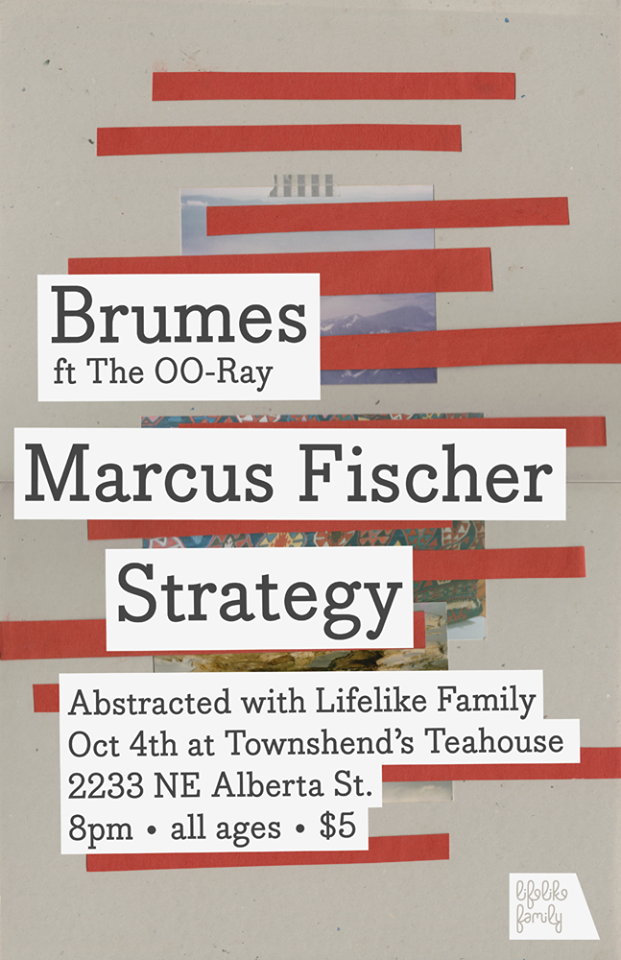 Brumes
ft The OO-Ray
Marcus Fischer
Strategy
Abstracted with Lifelike Family
Oct 4th at Townshend's Teahouse
2233 NE Alberta St.
8pm • all ages • $5
lifelike
family